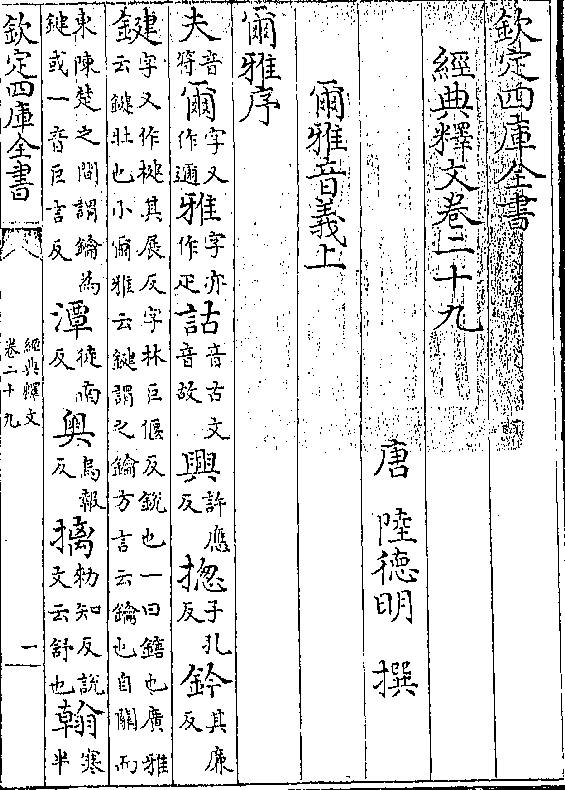 欽定四庫全書
經典釋文卷二十九
唐 陸德明 撰
爾雅音義上
爾雅序
夫音符爾字又作邇雅字亦作疋詁音古文音故興許應反揔子孔反鈐其廉反
鍵字又作楗其展反字林巨偃反鋭也一曰鐕也廣雅云鍵壯也小爾雅云鍵謂之鑰方言云鑰也自關而
東陳楚之間謂鑰為鍵或一音巨言反潭徒南反奥烏報反摛勑知反說文云舒也翰寒半
欽定四庫全書 經典釋文卷二十九 一